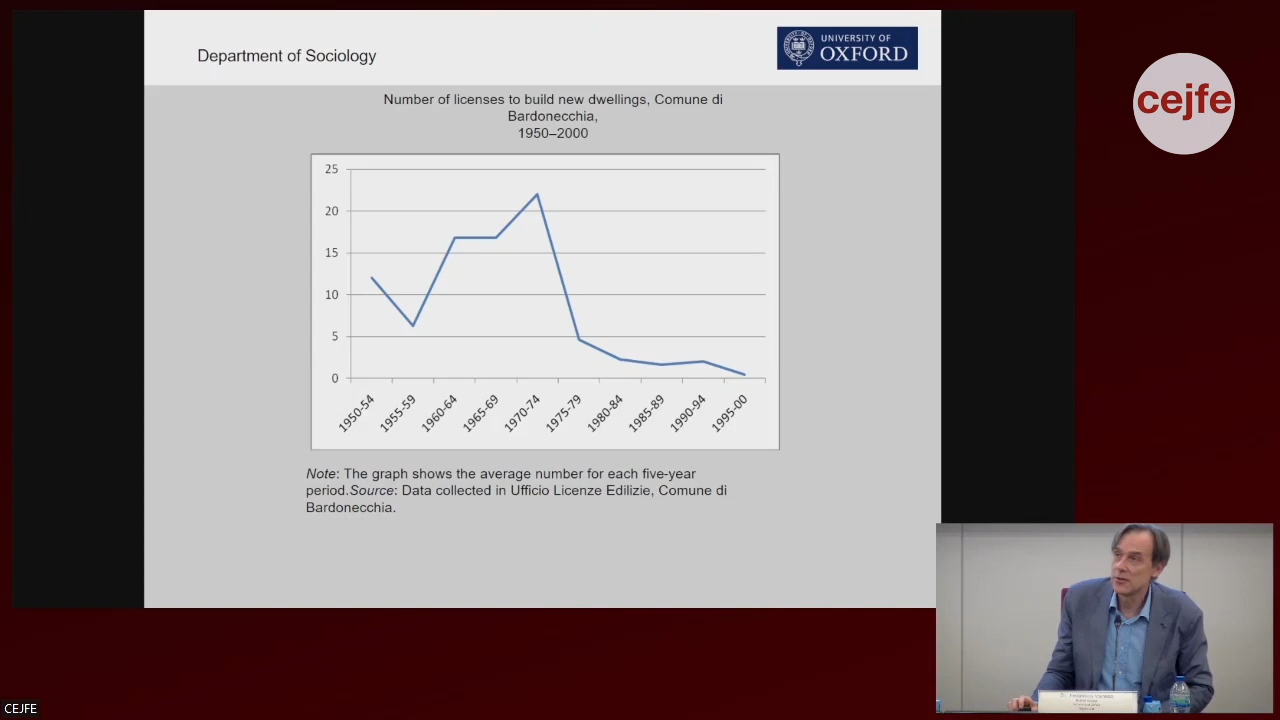 Department of Sociology
UNIVERSITY OF
OXFORD
cejfe
Number of licenses to build new dwellings, Comune di
Bardonecchia,
1950–2000
25
20
15
10
5
0
1950-54
1955-59
1960-64
1965-69
1970-74
1975-79
1980-84
1985-89
1990-94
1995-00
Note: The graph shows the average number for each five-year
period.Source: Data collected in Ufficio Licenze Edilizie, Comune di
Bardonecchia.
CEJFE